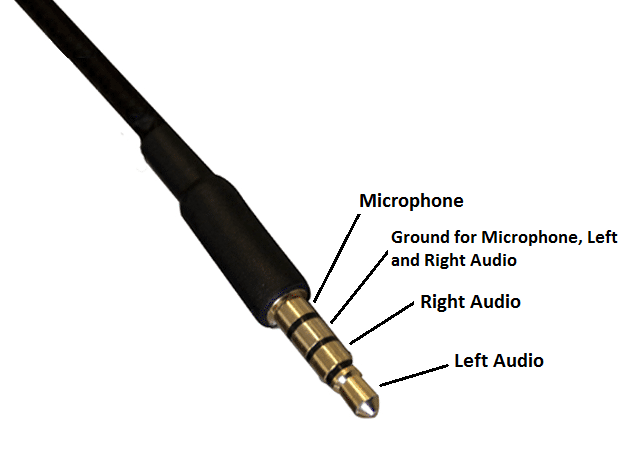 Microphone
Ground for Microphone, Left
and Right Audio
Right Audio
Left Audio